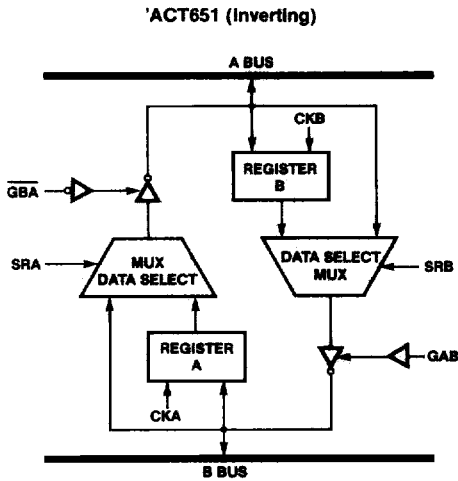 'ACT651 (Inverting)
A BUS
CKB
REGISTER
B
GBA
MUX
DATA SELECT
SRA
DATA SELECT
MUX
SRB
REGISTER
A
GAB
CKA
B BUS